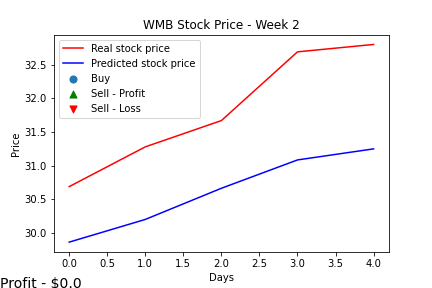 WMB Stock Price - Week 2
Real stock price
Predicted stock price
Buy
Sell - Profit
Sell - Loss
Price
32.5
32.0
31.5
31.0
30.5
30.0
0.0 0.5 1.0 1.5 2.0 2.5 3.0 3.5 4.0
Days
Profit - $0.0